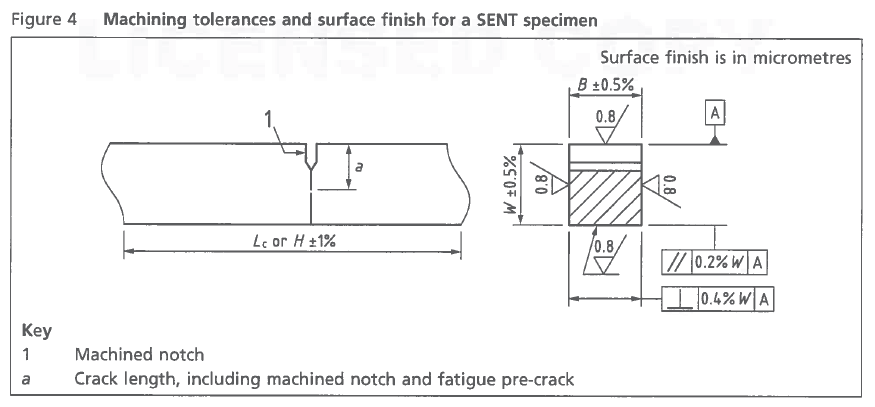 Figure 4 Machining tolerances and surface finish for a SENT specimen
LICENSED COPY
Surface finish is in micrometres
B ±0.5%
0.8
A
1
a
W ±0.5%
0.8
0.8
0.8
Lc or H ±1%
// 0.2% W A
⊥ 0.4% W A
Key
1 Machined notch
a Crack length, including machined notch and fatigue pre-crack